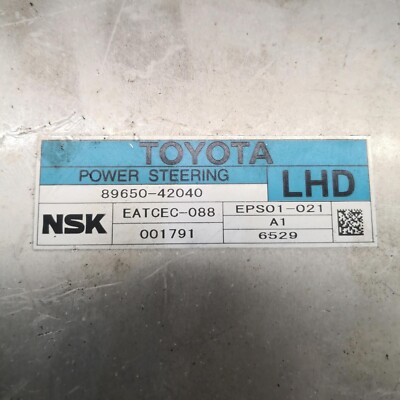 TOYOTA
POWER STEERING
LHD
89650-42040
NSK
EATCEC-088
EPS01-021
001791
A1
6529